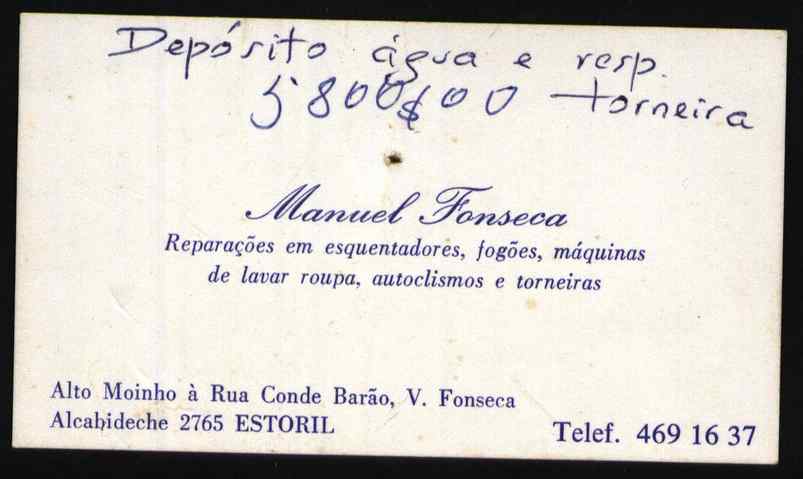 Depósito água e resp.
5800$00 torneira
Manuel Fonseca
Reparações em esquentadores, fogões, máquinas
de lavar roupa, autoclismos e torneiras
Alto Moinho à Rua Conde Barão, V. Fonseca
Alcabideche 2765 ESTORIL
Telef. 469 16 37